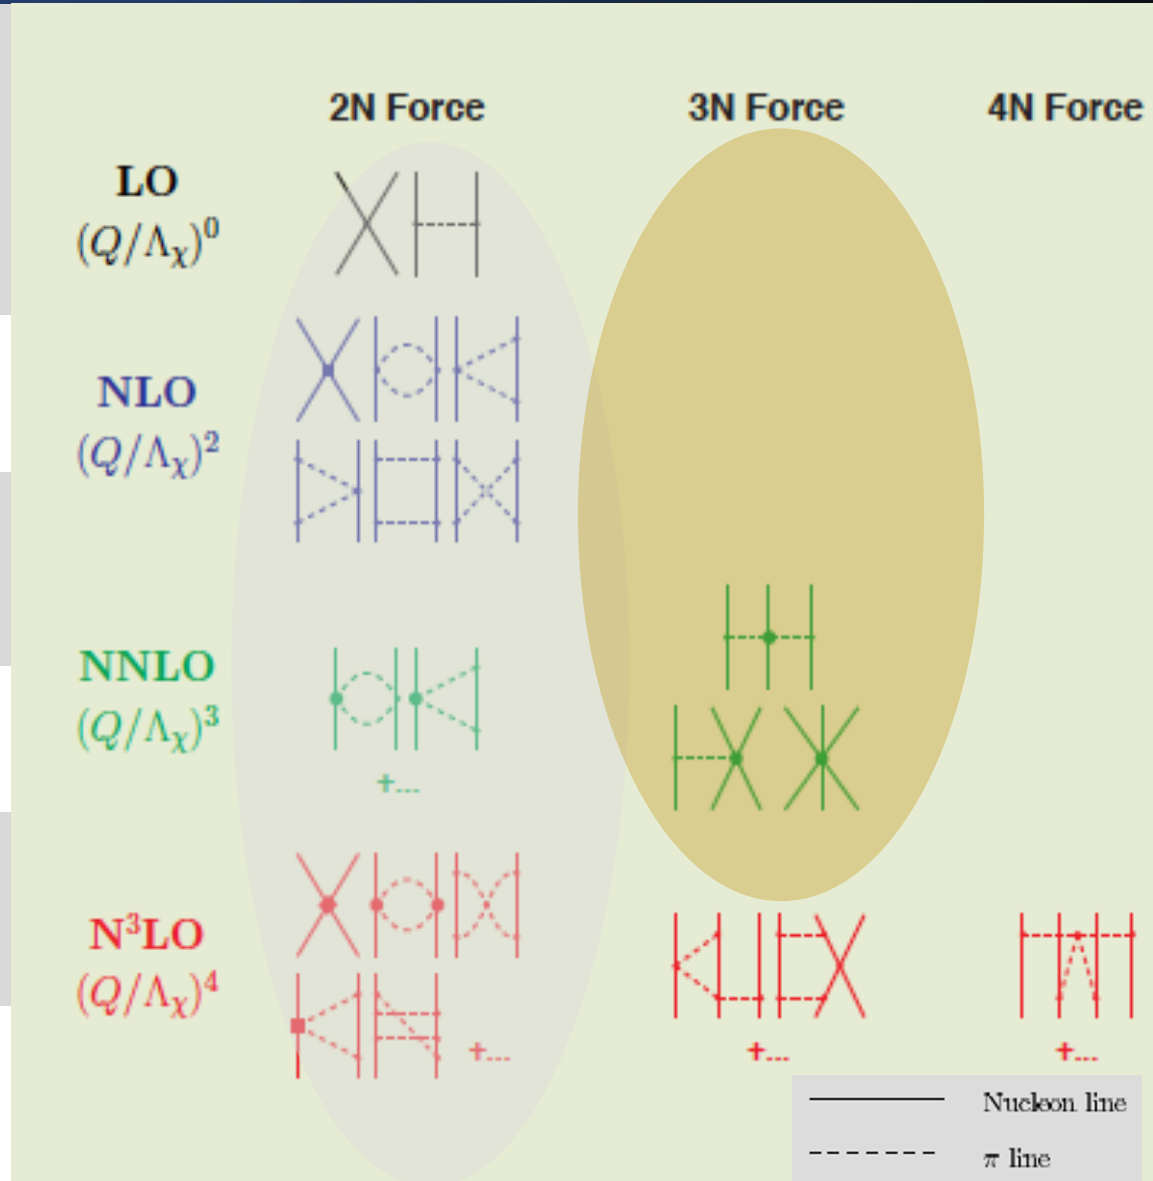 2N Force 3N Force 4N Force
LO
(Q/Λχ)⁰
NLO
(Q/Λχ)²
NNLO
(Q/Λχ)³
+...
N³LO
(Q/Λχ)⁴
+... +... +...
Nucleon line
π line